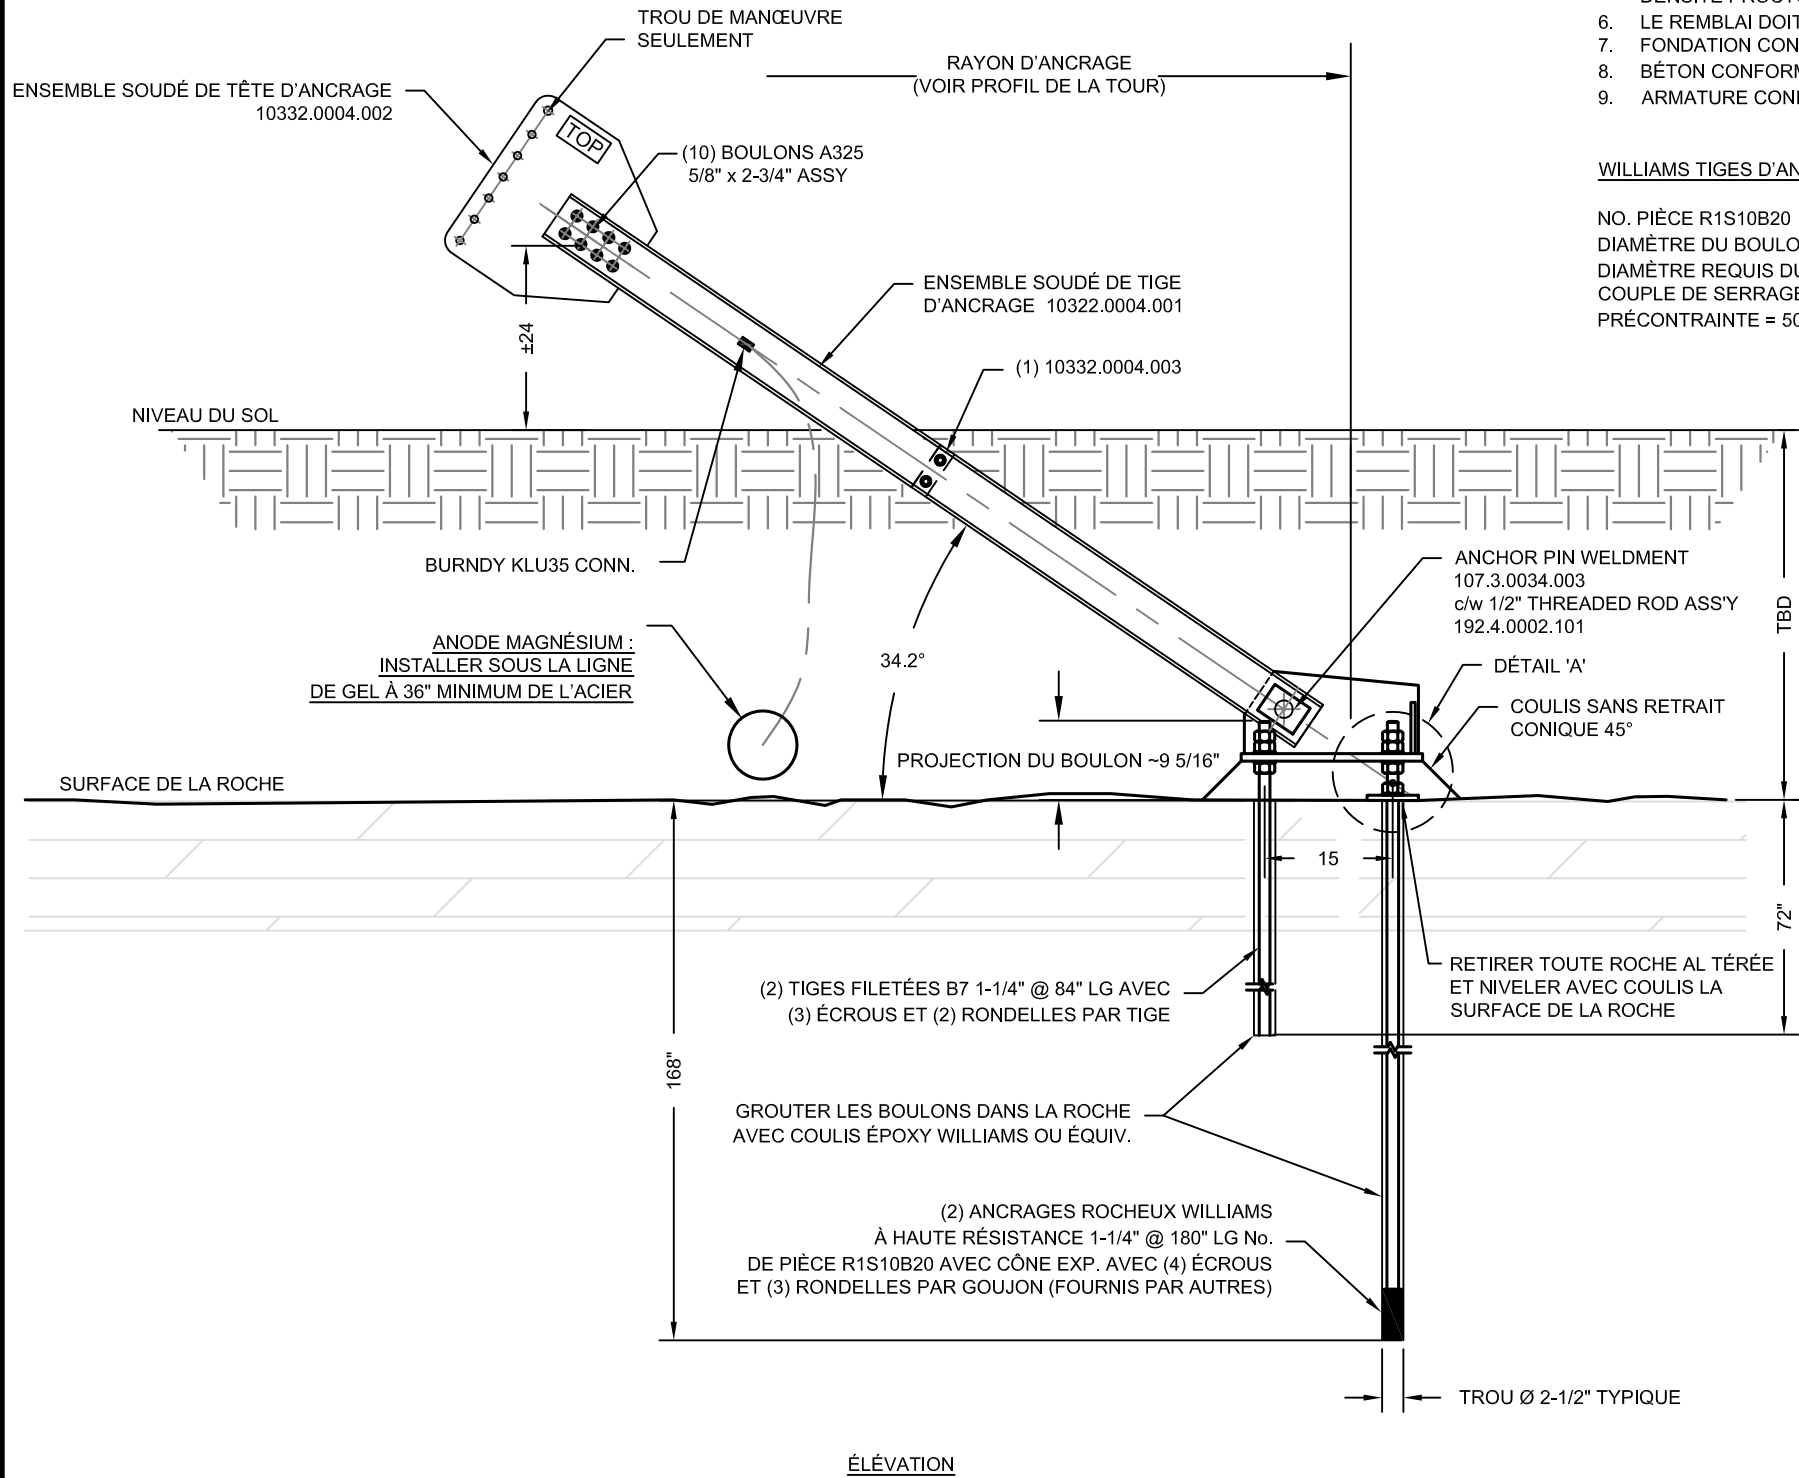 TROU DE MANŒUVRE
SEULEMENT
ENSEMBLE SOUDÉ DE TÊTE D'ANCRAGE
10332.0004.002
TOP
(10) BOULONS A325
5/8" x 2-3/4" ASSY
RAYON D'ANCRAGE
(VOIR PROFIL DE LA TOUR)
6. LE REMBLAI DOIT
7. FONDATION CON
8. BÉTON CONFORM
9. ARMATURE CON
WILLIAMS TIGES D'AN
NO. PIÈCE R1S10B20
DIAMÈTRE DU BOULO
DIAMÈTRE REQUIS DU
COUPLE DE SERRAGE
PRÉCONTRAINTE = 50
ENSEMBLE SOUDÉ DE TIGE
D'ANCRAGE 10322.0004.001
±24
(1) 10332.0004.003
NIVEAU DU SOL
BURNDY KLU35 CONN.
ANCHOR PIN WELDMENT
107.3.0034.003
c/w 1/2" THREADED ROD ASS'Y
192.4.0002.101
TBD
ANODE MAGNÉSIUM :
INSTALLER SOUS LA LIGNE
DE GEL À 36" MINIMUM DE L'ACIER
34.2°
DÉTAIL 'A'
COULIS SANS RETRAIT
CONIQUE 45°
PROJECTION DU BOULON ~9 5/16"
SURFACE DE LA ROCHE
15
72"
(2) TIGES FILETÉES B7 1-1/4" @ 84" LG AVEC
(3) ÉCROUS ET (2) RONDELLES PAR TIGE
RETIRER TOUTE ROCHE AL TÉRÉE
ET NIVELER AVEC COULIS LA
SURFACE DE LA ROCHE
168"
GROUTER LES BOULONS DANS LA ROCHE
AVEC COULIS ÉPOXY WILLIAMS OU ÉQUIV.
(2) ANCRAGES ROCHEUX WILLIAMS
À HAUTE RÉSISTANCE 1-1/4" @ 180" LG No.
DE PIÈCE R1S10B20 AVEC CÔNE EXP. AVEC (4) ÉCROUS
ET (3) RONDELLES PAR GOUJON (FOURNIS PAR AUTRES)
TROU Ø 2-1/2" TYPIQUE
ÉLÉVATION